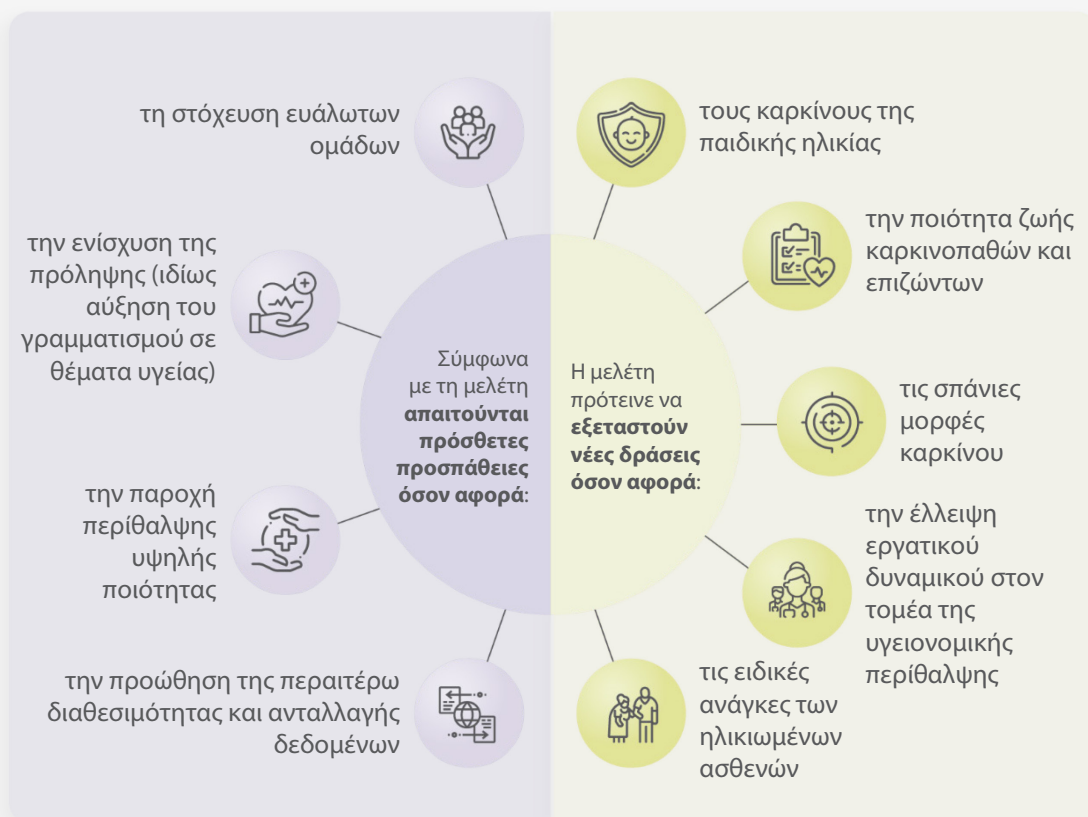 Σύμφωνα
με τη μελέτη
απαιτούνται
πρόσθετες
προσπάθειες
όσον αφορά:
τη στόχευση ευάλωτων
ομάδων
την ενίσχυση της
πρόληψης (ιδίως
αύξηση του
γραμματισμού σε
θέματα υγείας)
την παροχή
περίθαλψης
υψηλής
ποιότητας
την προώθηση της περαιτέρω
διαθεσιμότητας και ανταλλαγής
δεδομένων
Η μελέτη
πρότεινε να
εξεταστούν
νέες δράσεις
όσον αφορά:
τους καρκίνους της
παιδικής ηλικίας
την ποιότητα ζωής
καρκινοπαθών και
επιζώντων
τις σπάνιες
μορφές
καρκίνου
την έλλειψη
εργατικού
δυναμικού στον
τομέα της
υγειονομικής
περίθαλψης
τις ειδικές
ανάγκες των
ηλικιωμένων
ασθενών